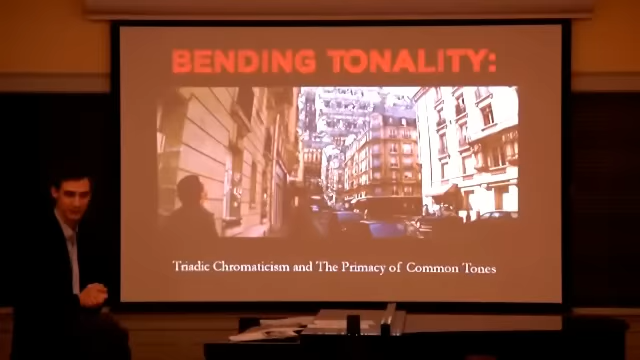 BENDING TONALITY:
Triadic Chromaticism and The Primacy of Common Tones